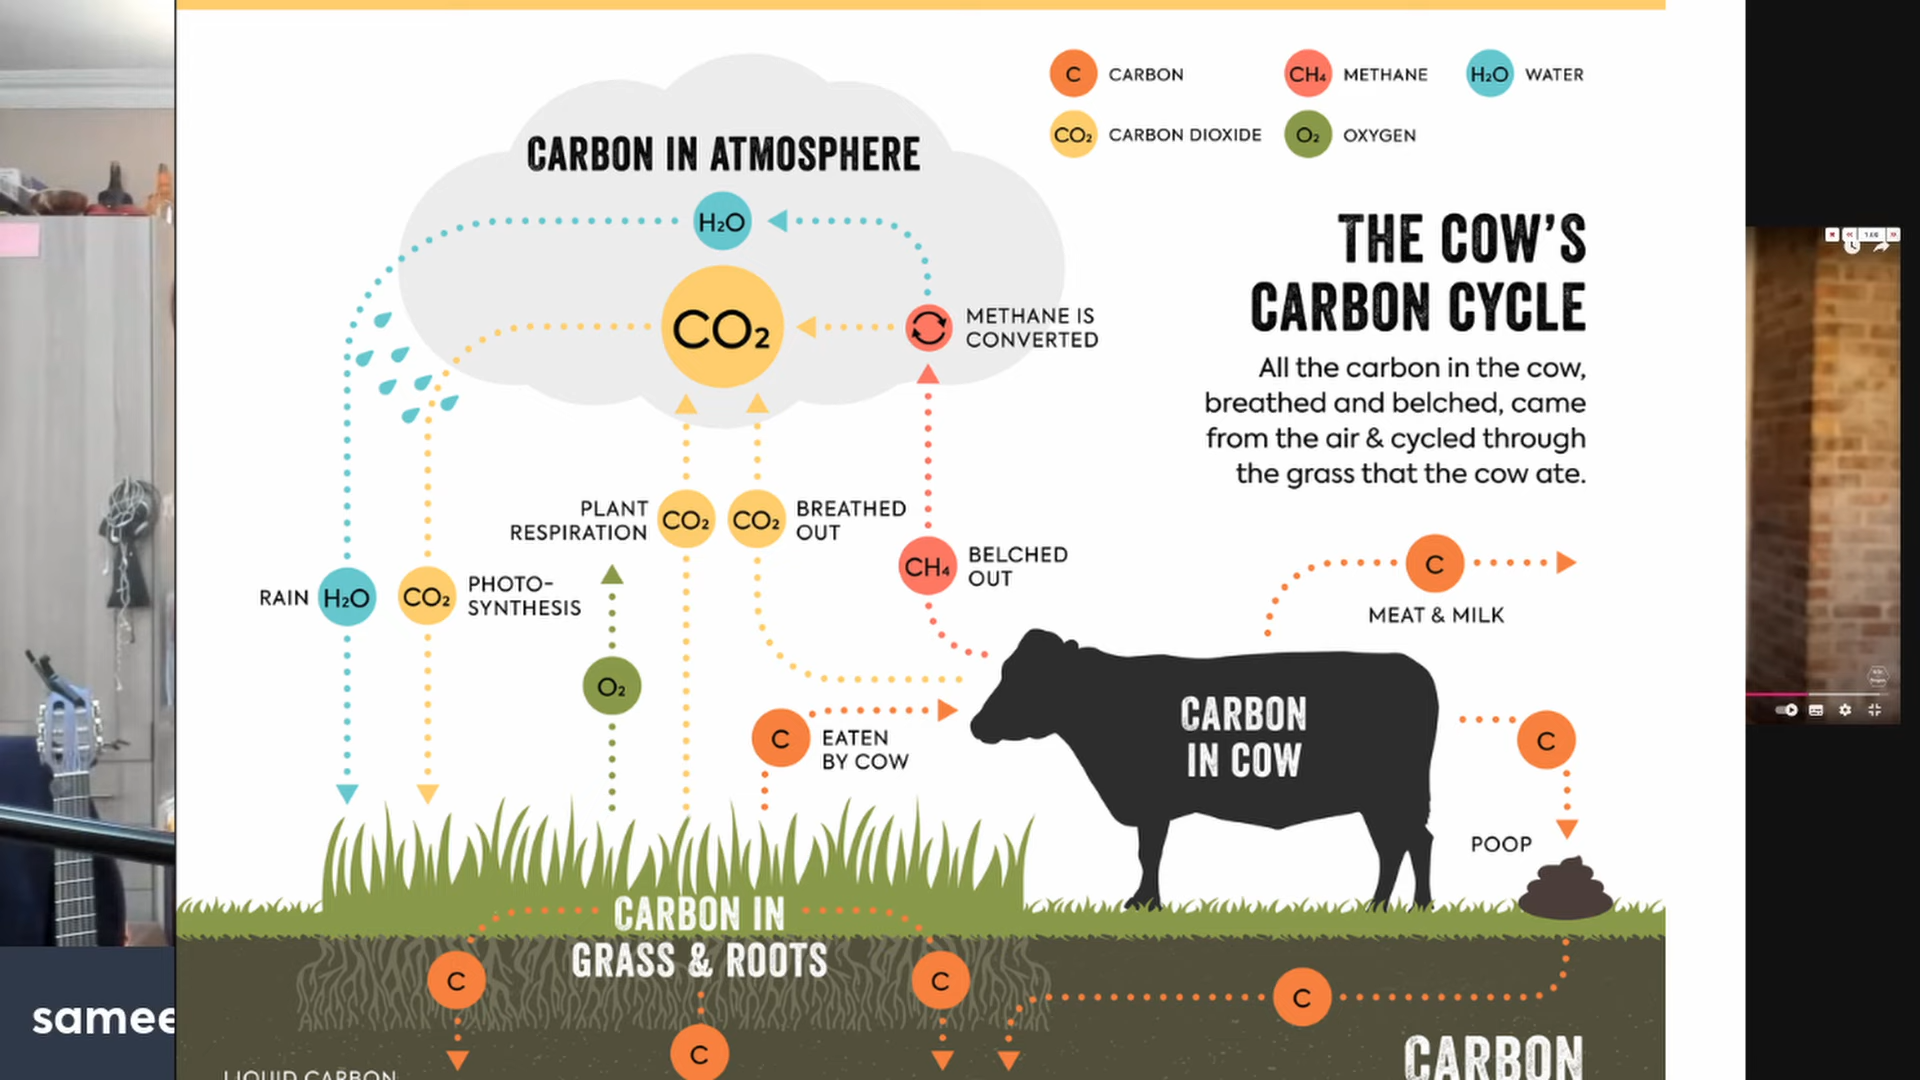 C CARBON
CH₄ METHANE
H₂O WATER
CO₂ CARBON DIOXIDE
O₂ OXYGEN
CARBON IN ATMOSPHERE
H₂O
CO₂
METHANE IS
CONVERTED
THE COW'S
CARBON CYCLE
All the carbon in the cow,
breathed and belched, came
from the air & cycled through
the grass that the cow ate.
PLANT
RESPIRATION
CO₂
CO₂
BREATHED
OUT
CH₄
BELCHED
OUT
C
MEAT & MILK
RAIN
H₂O
CO₂
PHOTO-
SYNTHESIS
O₂
C
EATEN
BY COW
CARBON
IN COW
C
POOP
CARBON IN
GRASS & ROOTS
C
C
C
C
CARBON
LIQUID CARBON
samee